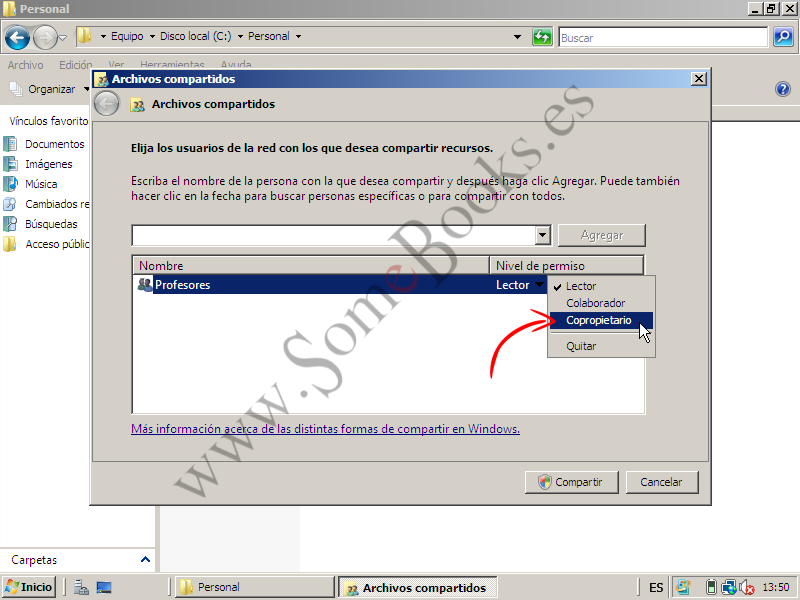 Personal
Equipo
Disco local (C:)
Personal
Buscar
Archivo Edición Ver Herramientas Ayuda
Organizar
Archivos compartidos
Archivos compartidos
Vínculos favorito
Documentos
Imágenes
Música
Cambiados re
Búsquedas
Acceso públic
Elija los usuarios de la red con los que desea compartir recursos.
Escriba el nombre de la persona con la que desea compartir y después haga clic Agregar. Puede también
hacer clic en la fecha para buscar personas específicas o para compartir con todos.
Agregar
Nombre Nivel de permiso
Profesores Lector
Lector
Colaborador
Copropietario
Quitar
Más información acerca de las distintas formas de compartir en Windows.
Compartir Cancelar
www.SomeBooks.es
Carpetas
Inicio Personal Archivos compartidos ES 13:50